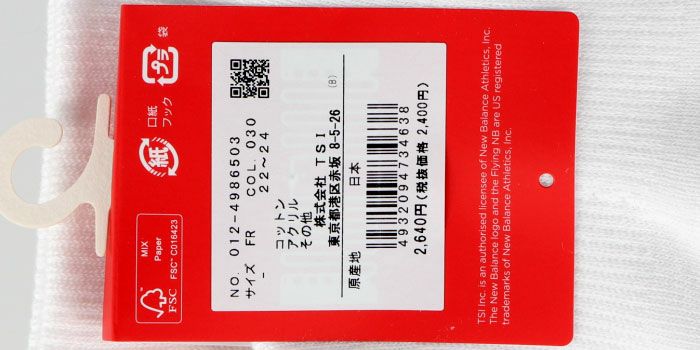 袋
プラ
口紙
フック
紙
MIX
Paper
FSC™ C016423
FSC
NO. 012-4986503
サイズ FR COL. 030
22～24
コットン
アクリル
その他
株式会社 TSI
東京都港区赤坂 8-5-26
(8)
原産地 日本
4932094734638
2,640円(税抜価格 2,400円)
TSI Inc. is an authorised licensee of New Balance Athletics, Inc.
The New Balance logo and the Flying NB are US registered
trademarks of New Balance Athletics, Inc.